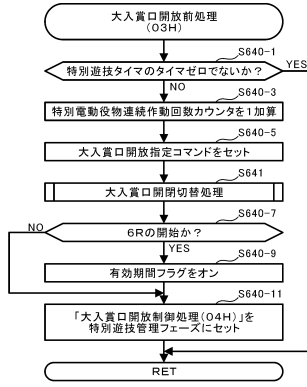 大入賞口開放前処理
(03H)
S640-1
特別遊技タイマのタイマゼロでないか?
YES
NO
S640-3
特別電動役物連続作動回数カウンタを1加算
S640-5
大入賞口開放指定コマンドをセット
S641
大入賞口開閉切替処理
S640-7
NO
6Rの開始か?
YES
S640-9
有効期間フラグをオン
S640-11
「大入賞口開放制御処理(04H)」を
特別遊技管理フェーズにセット
RET